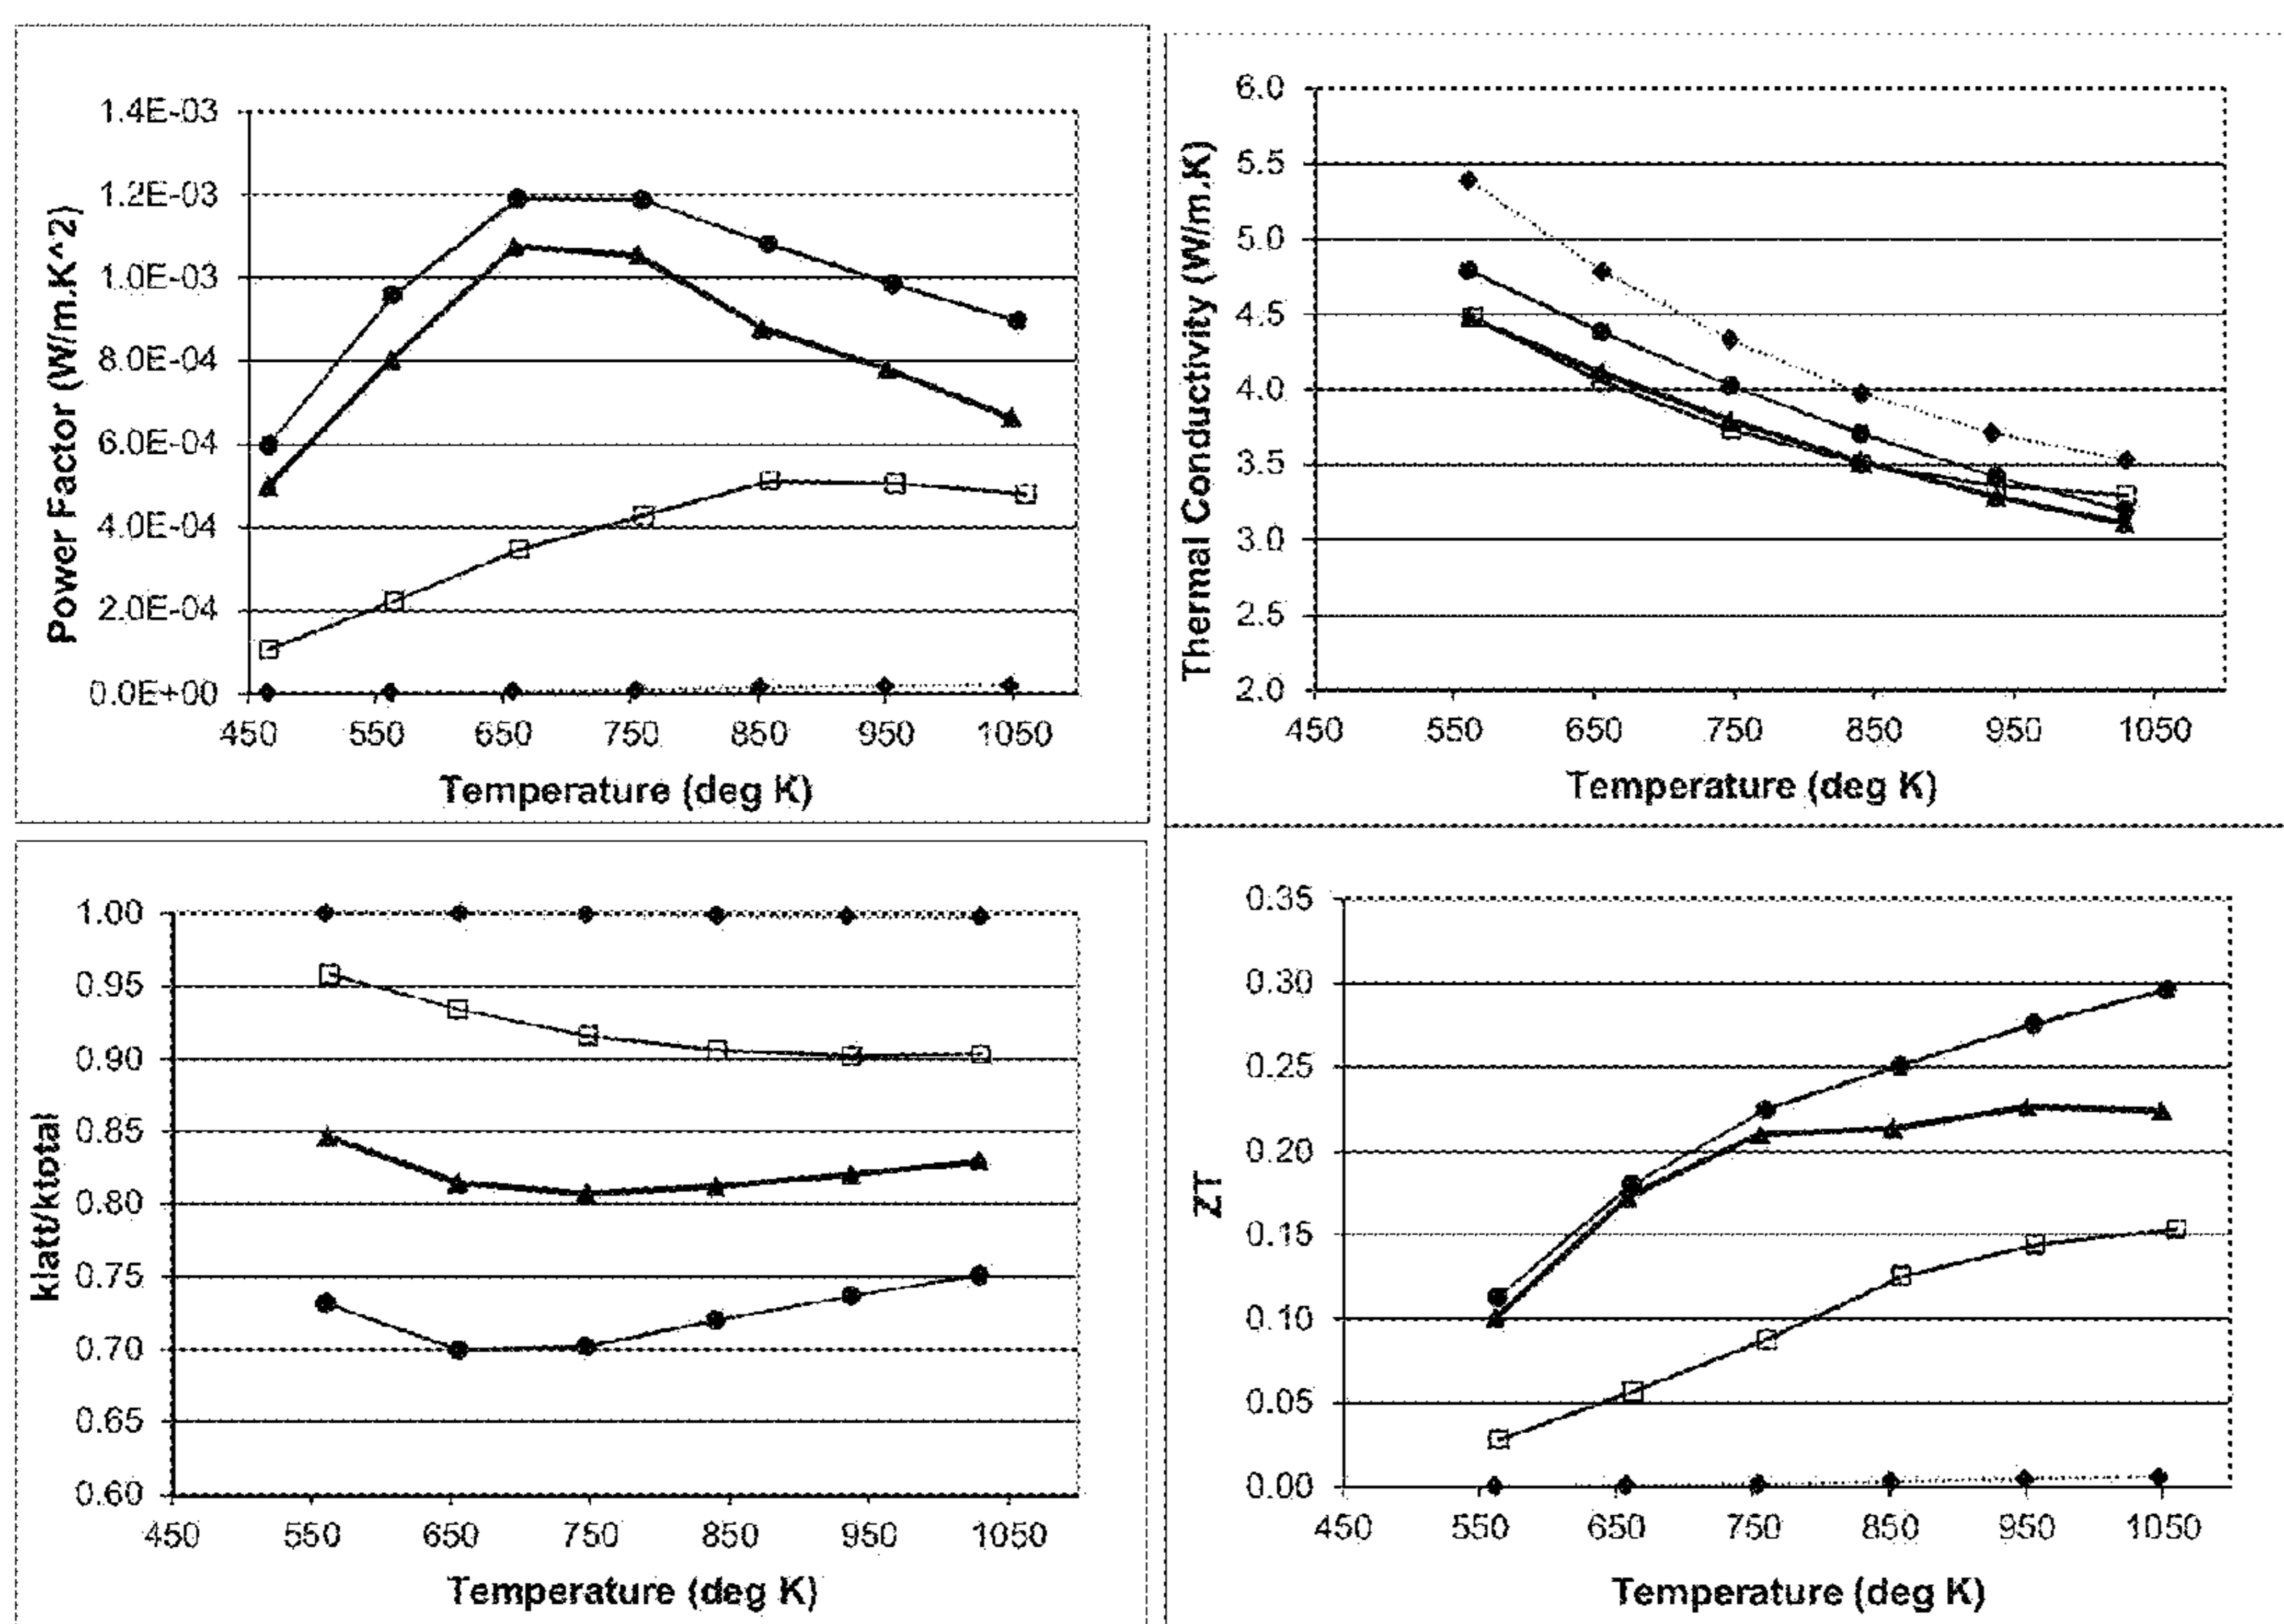 Power Factor (W/m.K^2)
1.4E-03
1.2E-03
1.0E-03
8.0E-04
6.0E-04
4.0E-04
2.0E-04
0.0E+00
450 550 650 750 850 950 1050
Temperature (deg K)
Thermal Conductivity (W/m.K)
6.0
5.5
5.0
4.5
4.0
3.5
3.0
2.5
2.0
450 550 650 750 850 950 1050
Temperature (deg K)
klatt/ktotal
1.00
0.95
0.90
0.85
0.80
0.75
0.70
0.65
0.60
450 550 650 750 850 950 1050
Temperature (deg K)
ZT
0.35
0.30
0.25
0.20
0.15
0.10
0.05
0.00
450 550 650 750 850 950 1050
Temperature (deg K)